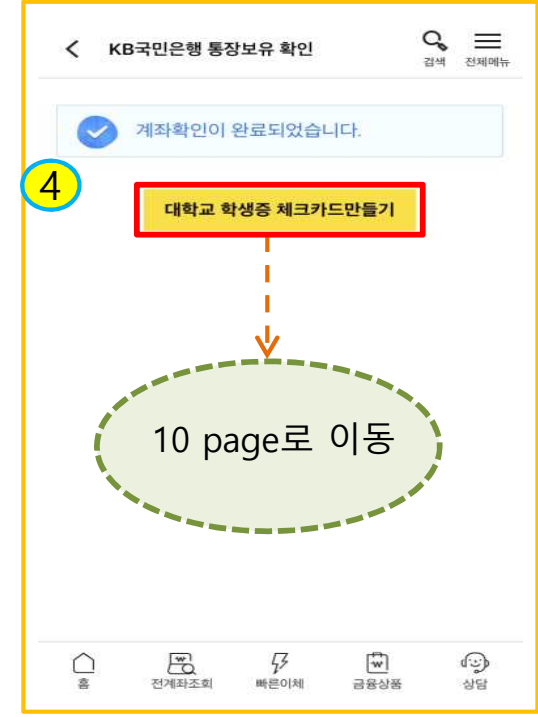 KB국민은행 통장보유 확인
검색 전체메뉴
계좌확인이 완료되었습니다.
4
대학교 학생증 체크카드만들기
10 page로 이동
홈 전계좌조회 빠른이체 금융상품 상담